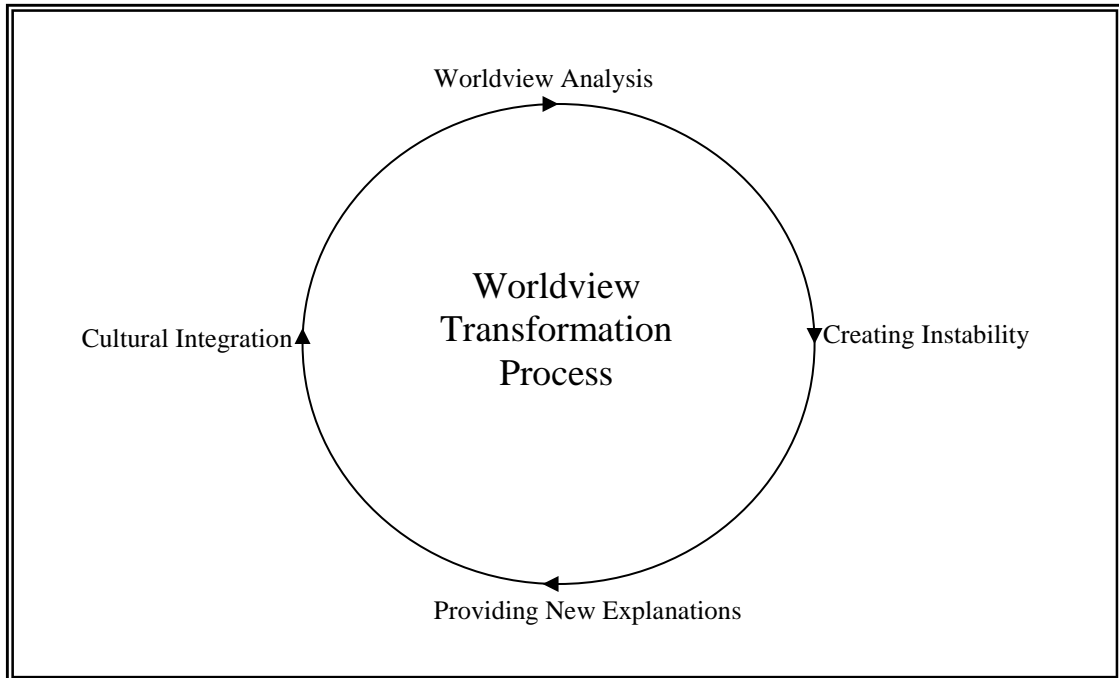 Worldview Analysis
Worldview
Transformation
Process
Cultural Integration
Creating Instability
Providing New Explanations